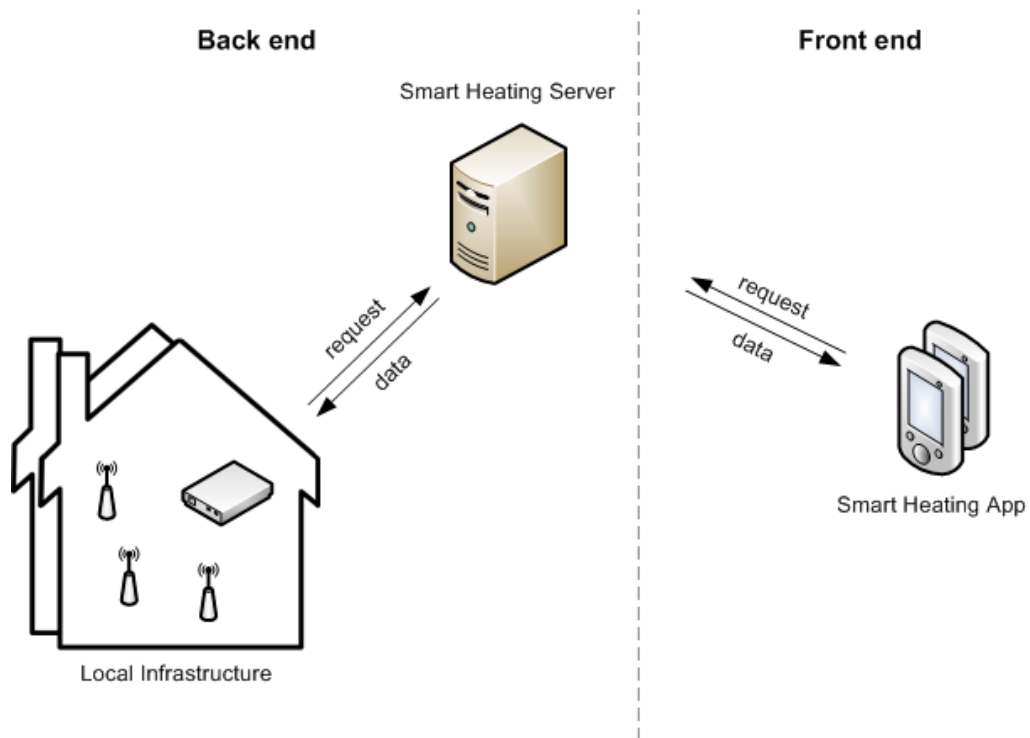 Back end
Front end
Smart Heating Server
request
data
request
data
Smart Heating App
Local Infrastructure